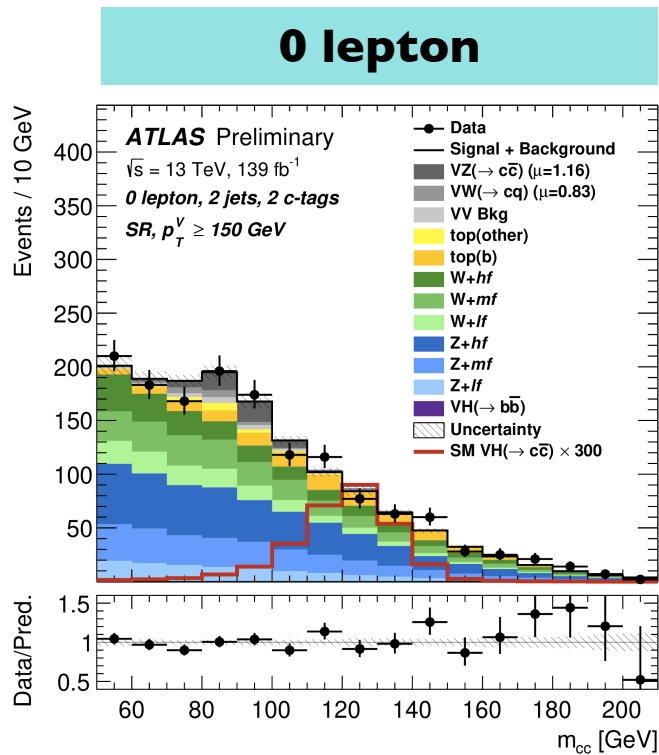 0 lepton
ATLAS Preliminary
√s = 13 TeV, 139 fb⁻¹
0 lepton, 2 jets, 2 c-tags
SR, p_T^V ≥ 150 GeV
Data
Signal + Background
VZ(→ cc̅) (μ=1.16)
VW(→ cq) (μ=0.83)
VV Bkg
top(other)
top(b)
W+hf
W+mf
W+lf
Z+hf
Z+mf
Z+lf
VH(→ bb̅)
Uncertainty
SM VH(→ cc̅) × 300
Events / 10 GeV
400
350
300
250
200
150
100
50
Data/Pred.
1.5
1
0.5
60 80 100 120 140 160 180 200
m_cc [GeV]